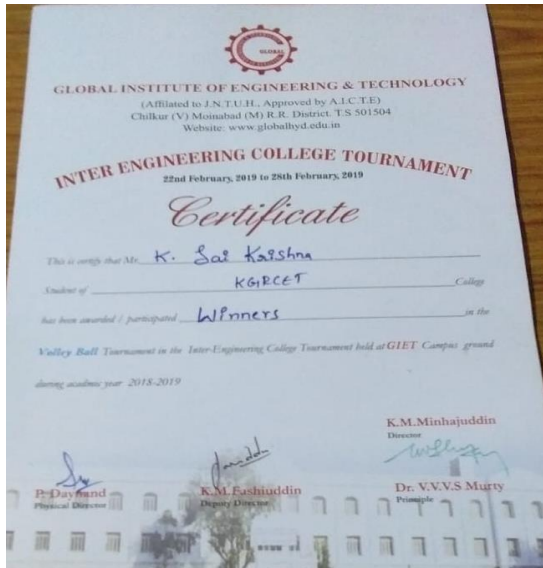 GLOBAL
GLOBAL INSTITUTE OF ENGINEERING & TECHNOLOGY
(Affilated to J.N.T.U.H., Approved by A.I.C.T.E)
Chilkur (V) Moinabad (M) R.R. District. T.S 501504
Website: www.globalhyd.edu.in
INTER ENGINEERING COLLEGE TOURNAMENT
22nd February, 2019 to 28th February, 2019
Certificate
This is certify that Mr. K. Sai Krishna
Student of KGRCET College
has been awarded / participated Winners in the
Volley Ball Tournament in the Inter-Engineering College Tournament held at GIET Campus ground
during acadmic year 2018-2019
K.M.Minhajuddin
Director
P. Dayanand
Physical Director
K.M.Fashiuddin
Deputy Director
Dr. V.V.V.S Murty
Principle